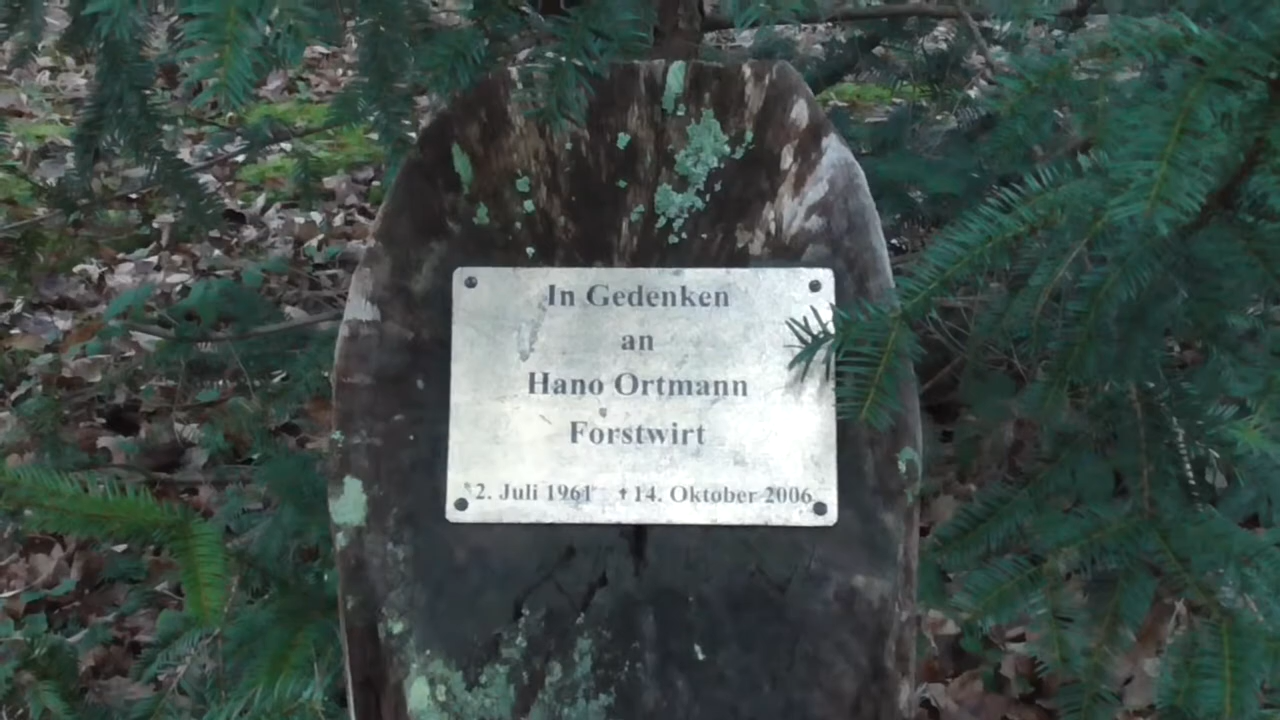 In Gedenken
an
Hano Ortmann
Forstwirt
*2. Juli 1961 ✝14. Oktober 2006